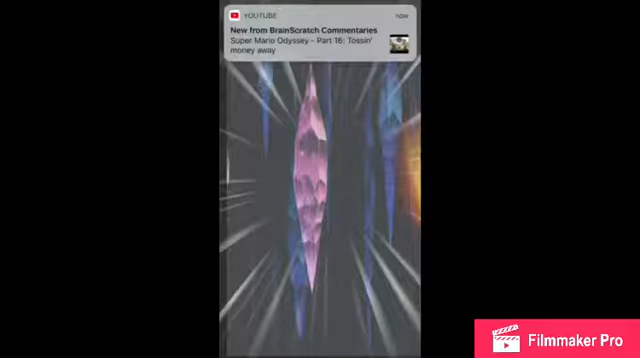 YOUTUBE
now
New from BrainScratch Commentaries
Super Mario Odyssey - Part 16: Tossin'
money away
Filmmaker Pro